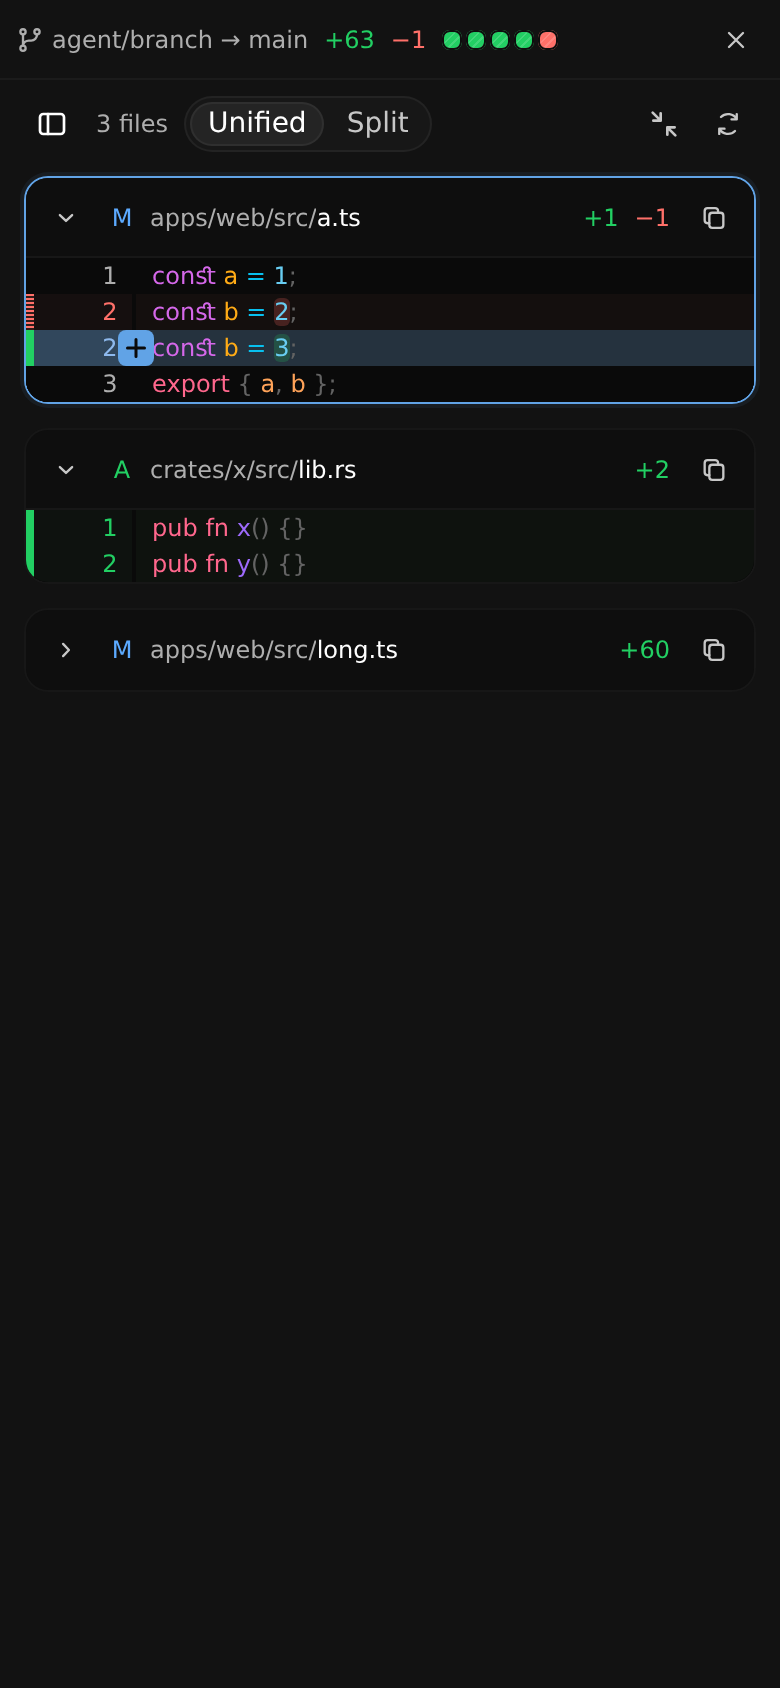 agent/branch → main +63 −1
3 files Unified Split
M apps/web/src/a.ts +1 −1
1 const a = 1;
2 const b = 2;
2 const b = 3;
3 export { a, b };
A crates/x/src/lib.rs +2
1 pub fn x() {}
2 pub fn y() {}
M apps/web/src/long.ts +60